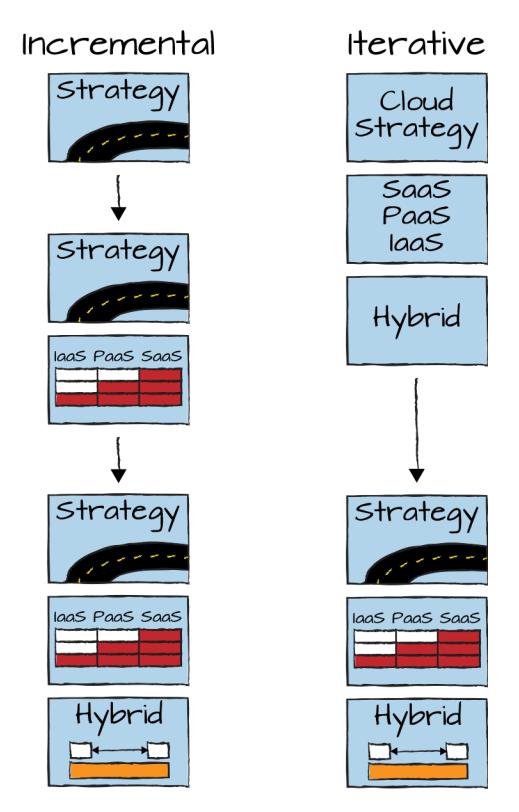 Incremental
Strategy
Strategy
IaaS PaaS SaaS
Strategy
IaaS PaaS SaaS
Hybrid
Iterative
Cloud
Strategy
SaaS
PaaS
IaaS
Hybrid
Strategy
IaaS PaaS SaaS
Hybrid